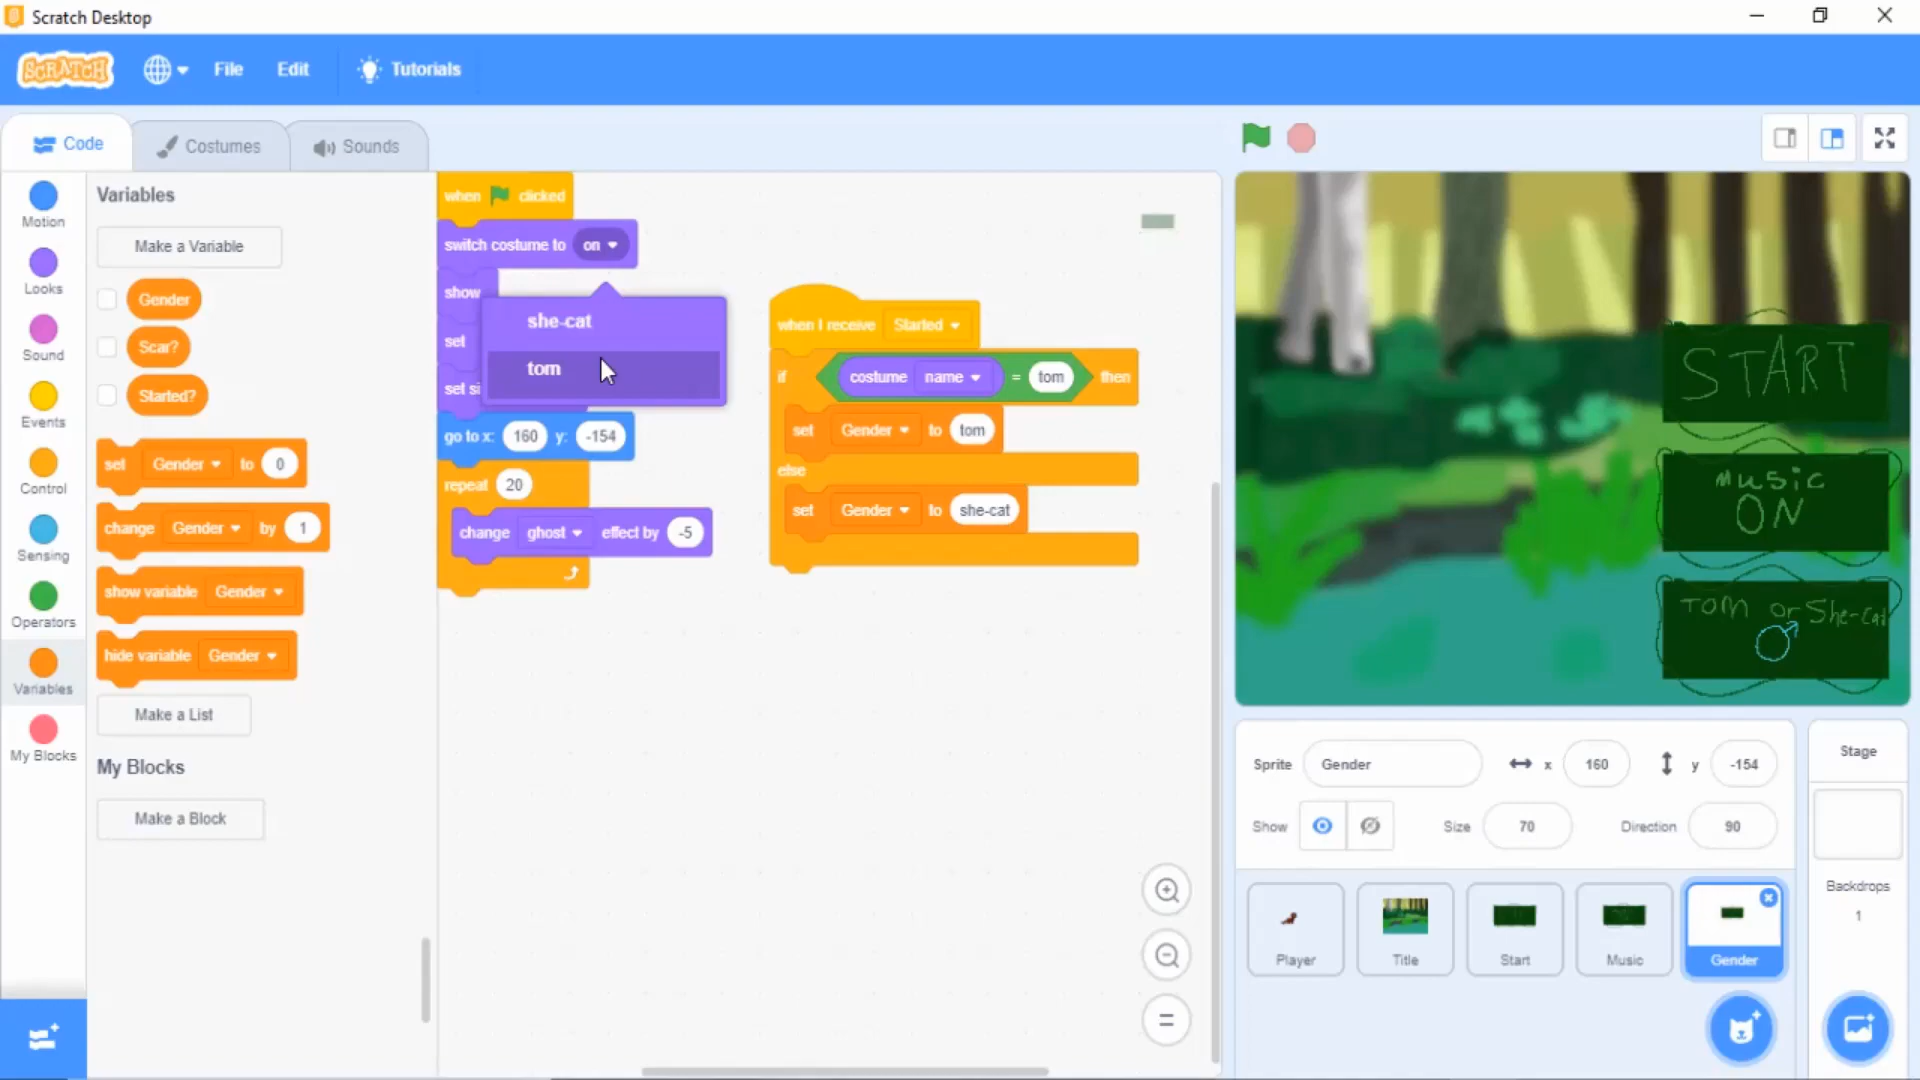 Scratch Desktop
SCRATCH
File
Edit
Tutorials
Code
Costumes
Sounds
Motion
Looks
Sound
Events
Control
Sensing
Operators
Variables
My Blocks
Variables
Make a Variable
Gender
Scar?
Started?
set Gender to 0
change Gender by 1
show variable Gender
hide variable Gender
Make a List
My Blocks
Make a Block
when clicked
switch costume to on
show
set
set si
she-cat
tom
go to x: 160 y: -154
repeat 20
change ghost effect by -5
when I receive Started
if costume name = tom then
set Gender to tom
else
set Gender to she-cat
START
Music
ON
Tom or She-cat
Sprite Gender x 160 y -154
Show Size 70 Direction 90
Player
Title
Start
Music
Gender
Stage
Backdrops
1